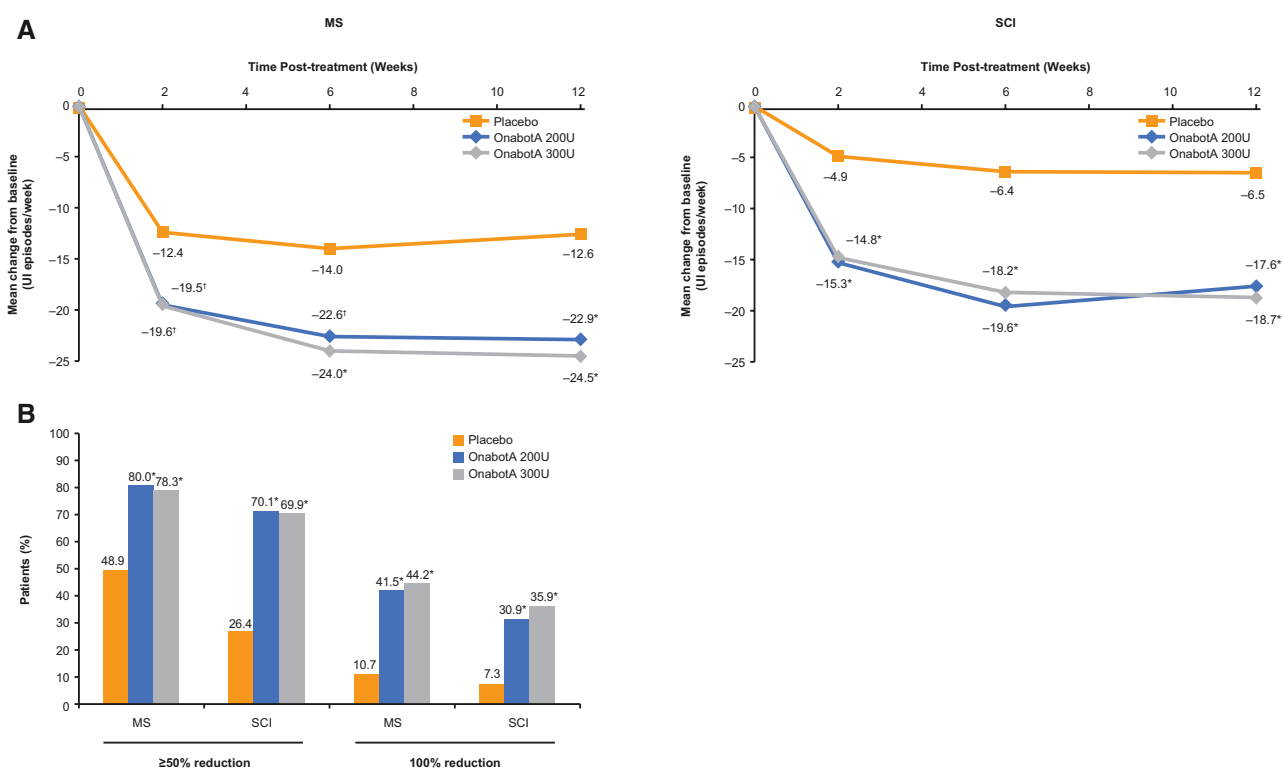 A
MS
Time Post-treatment (Weeks)
0 2 4 6 8 10 12
0
–5
–10
–15
–20
–25
Mean change from baseline
(UI episodes/week)
Placebo
OnabotA 200U
OnabotA 300U
–12.4
–14.0
–12.6
–19.5†
–22.6†
–22.9*
–19.6†
–24.0*
–24.5*
SCI
Time Post-treatment (Weeks)
0 2 4 6 8 10 12
0
–5
–10
–15
–20
–25
Mean change from baseline
(UI episodes/week)
Placebo
OnabotA 200U
OnabotA 300U
–4.9
–6.4
–6.5
–14.8*
–18.2*
–17.6*
–15.3*
–19.6*
–18.7*
B
100
90
80
70
60
50
40
30
20
10
0
Patients (%)
Placebo
OnabotA 200U
OnabotA 300U
48.9
80.0*
78.3*
26.4
70.1*
69.9*
10.7
41.5*
44.2*
7.3
30.9*
35.9*
MS SCI MS SCI
≥50% reduction 100% reduction